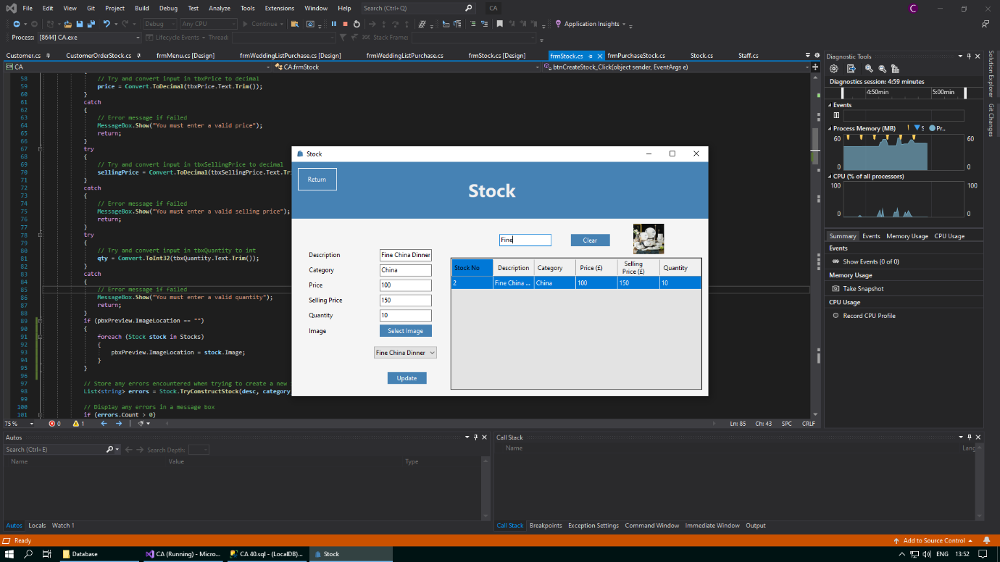 File Edit View Git Project Build Debug Test Analyze Tools Extensions Window Help Search (Ctrl+Q) CA C
Debug Any CPU Continue Application Insights
Process: [8644] CA.exe Lifecycle Events Thread: Stack Frame:
Customer.cs CustomerOrderStock.cs frmMenu.cs [Design] frmWeddingListPurchase.cs [Design] frmWeddingListPurchase.cs frmStock.cs [Design] frmStock.cs frmPurchaseStock.cs Stock.cs Staff.cs
CA CA.frmStock btnCreateStock_Click(object sender, EventArgs e)
58 // Try and convert input in tbxPrice to decimal
59 price = Convert.ToDecimal(tbxPrice.Text.Trim());
60 }
61 catch
62 {
63 // Error message if failed
64 MessageBox.Show("You must enter a valid price");
65 return;
66 }
67 try
68 {
69 // Try and convert input in tbxSellingPrice to decimal
70 sellingPrice = Convert.ToDecimal(tbxSellingPrice.Text.Tri
71 }
72 catch
73 {
74 // Error message if failed
75 MessageBox.Show("You must enter a valid selling price");
76 return;
77 }
78 try
79 {
80 // Try and convert input in tbxQuantity to int
81 qty = Convert.ToInt32(tbxQuantity.Text.Trim());
82 }
83 catch
84 {
85 // Error message if failed
86 MessageBox.Show("You must enter a valid quantity");
87 return;
88 }
89 if (pbxPreview.ImageLocation == "")
90 {
91 foreach (Stock stock in Stocks)
92 {
93 pbxPreview.ImageLocation = stock.Image;
94 }
95 }
96
97 // Store any errors encountered when trying to create a new
98 List<string> errors = Stock.TryConstructStock(desc, category,
99
100 // Display any errors in a message box
101 if (errors.Count > 0)
75 % 0 1 Ln: 85 Ch: 43 SPC CRLF
Stock
Return
Stock
Fine Clear
Description Fine China Dinner
Category China
Price 100
Selling Price 150
Quantity 10
Image Select Image
Fine China Dinner
Update
Stock No Description Category Price (£) Selling Price (£) Quantity
2 Fine China ... China 100 150 10
Diagnostic Tools
Diagnostics session: 4:59 minutes
4:50min 5:00min
Events
Process Memory (MB) S Pr...
60 60
0 0
CPU (% of all processors)
100 100
0 0
Summary Events Memory Usage CPU Usage
Events
Show Events (0 of 0)
Memory Usage
Take Snapshot
CPU Usage
Record CPU Profile
Solution Explorer
Git Changes
Autos
Search (Ctrl+E) Search Depth:
Name Value Type
Autos Locals Watch 1
Call Stack
Name Lang
Call Stack Breakpoints Exception Settings Command Window Immediate Window Output
Ready Add to Source Control
Database CA (Running) - Micro... CA 40.sql - (LocalDB)... Stock ENG 13:52